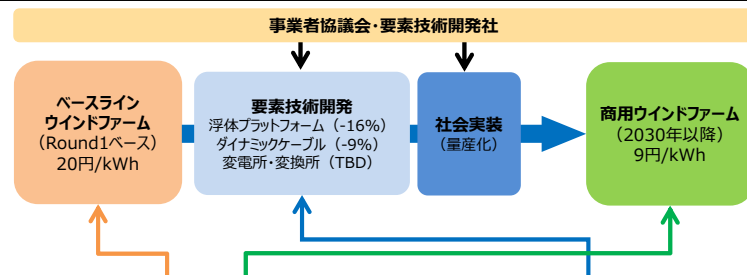 事業者協議会・要素技術開発社
ベースライン
ウインドファーム
（Round1ベース）
20円/kWh
要素技術開発
浮体プラットフォーム（-16%）
ダイナミックケーブル（-9%）
変電所・変換所（TBD）
社会実装
（量産化）
商用ウインドファーム
（2030年以降）
9円/kWh